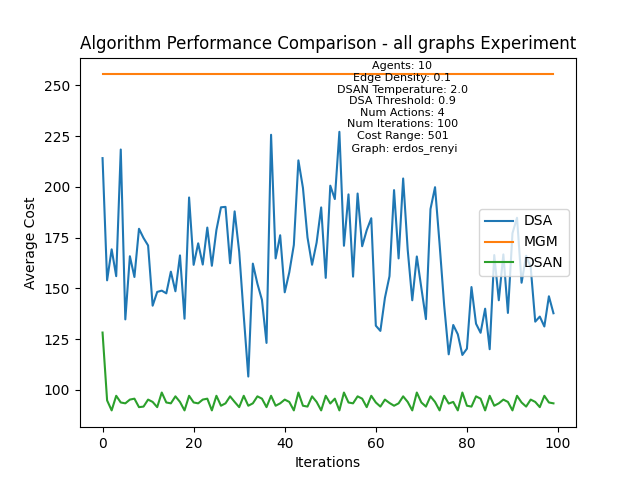 Algorithm Performance Comparison - all graphs Experiment
Agents: 10
Edge Density: 0.1
DSAN Temperature: 2.0
DSA Threshold: 0.9
Num Actions: 4
Num Iterations: 100
Cost Range: 501
Graph: erdos_renyi
250
225
200
175
150
125
100
Average Cost
DSA
MGM
DSAN
0
20
40
60
80
100
Iterations